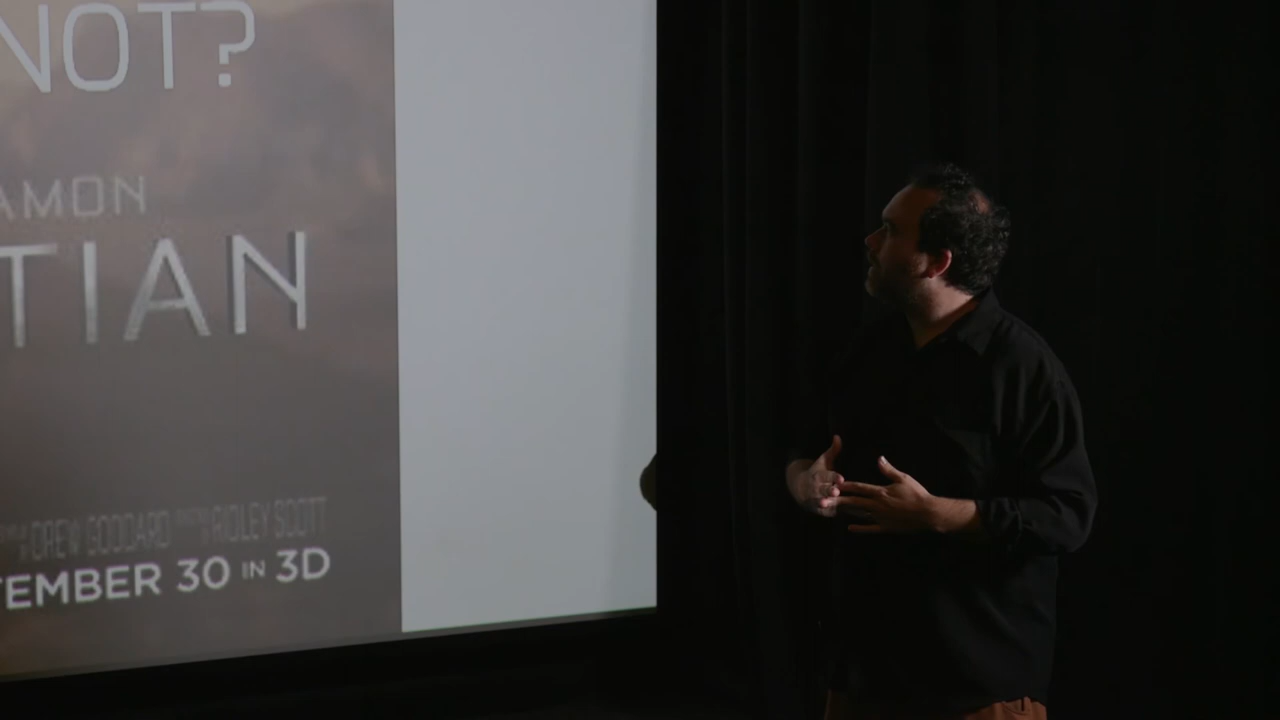 NOT?
AMON
TIAN
DREW GODDARD RIDLEY SCOTT
TEMBER 30 IN 3D